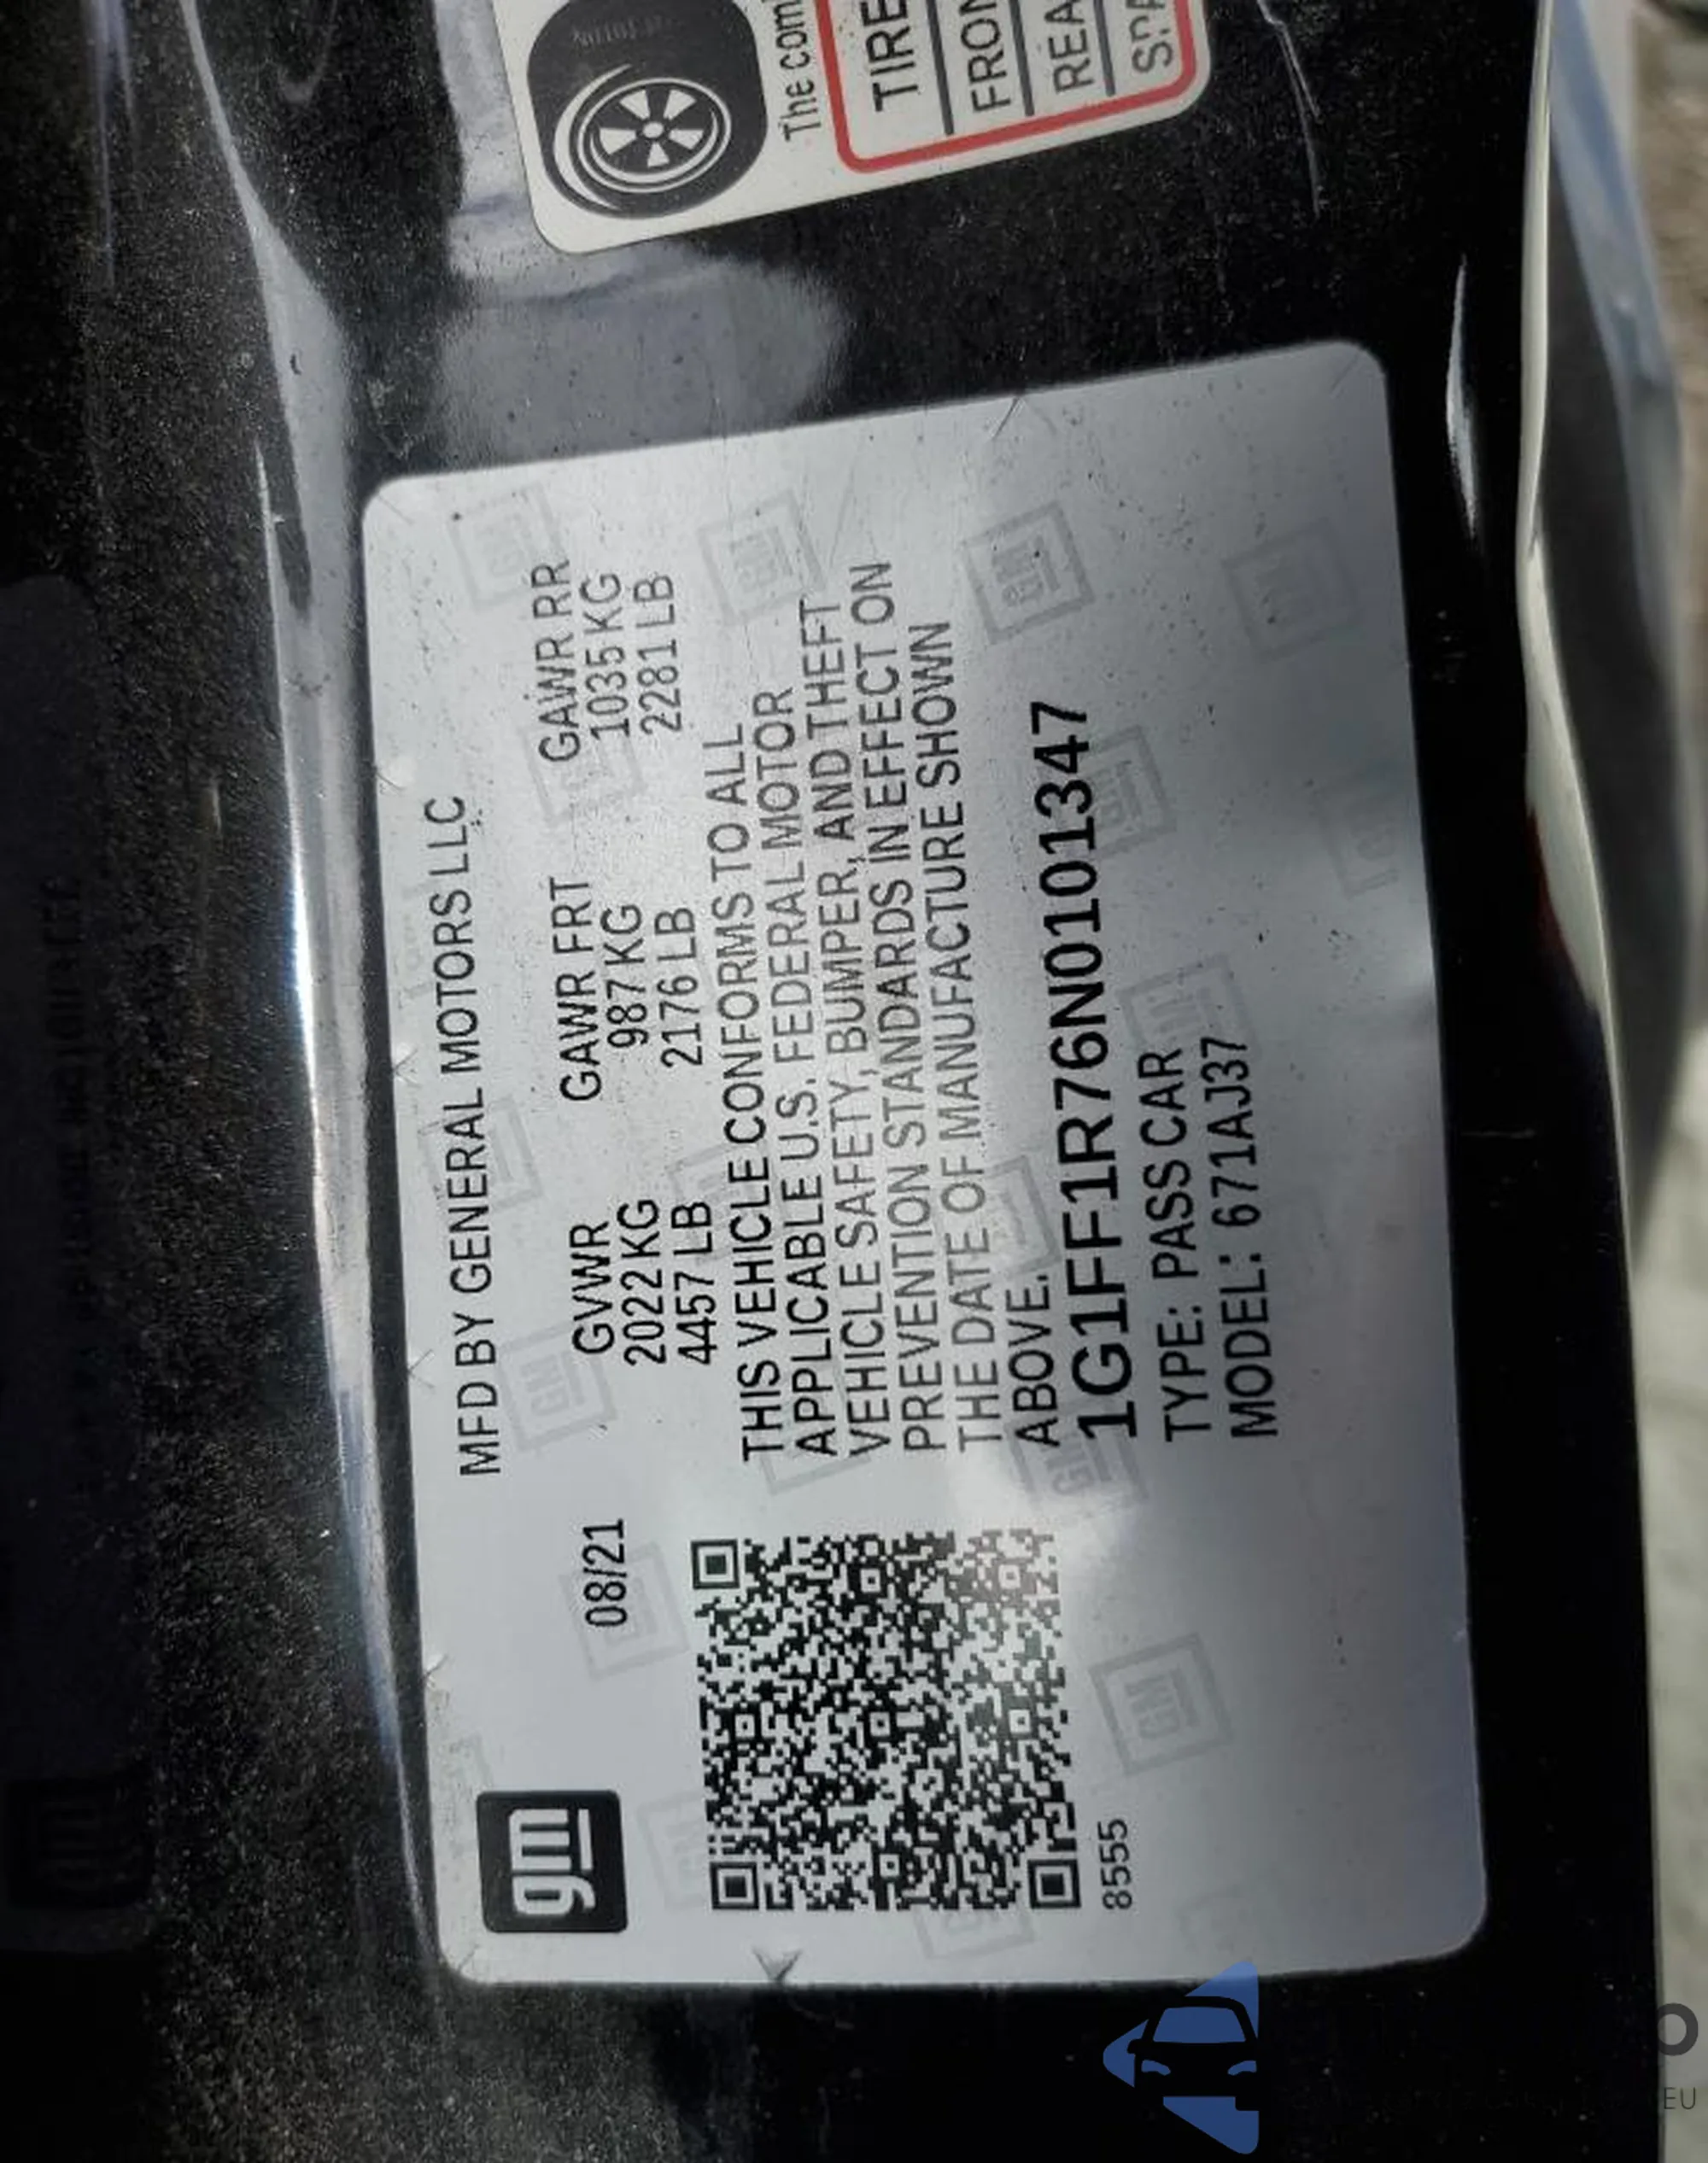 gm
MFD BY GENERAL MOTORS LLC
08/21
GVWR GAWR FRT GAWR RR
2022 KG 987 KG 1035 KG
4457 LB 2176 LB 2281 LB
THIS VEHICLE CONFORMS TO ALL
APPLICABLE U.S. FEDERAL MOTOR
VEHICLE SAFETY, BUMPER, AND THEFT
PREVENTION STANDARDS IN EFFECT ON
THE DATE OF MANUFACTURE SHOWN
ABOVE.
1G1FF1R76N0101347
TYPE: PASS CAR
MODEL: 671AJ37
8555
The com
TIRE
FRON
REA
EU